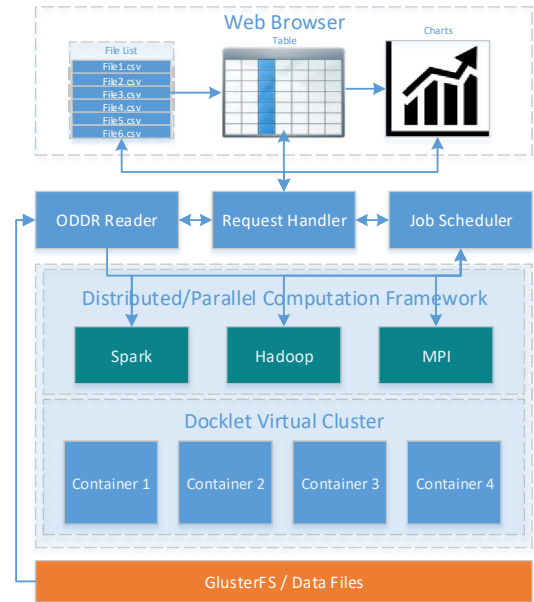 Web Browser
File List
Table
Charts
File1.csv
File2.csv
File3.csv
File4.csv
File5.csv
File6.csv
ODDR Reader
Request Handler
Job Scheduler
Distributed/Parallel Computation Framework
Spark
Hadoop
MPI
Docklet Virtual Cluster
Container 1
Container 2
Container 3
Container 4
GlusterFS / Data Files